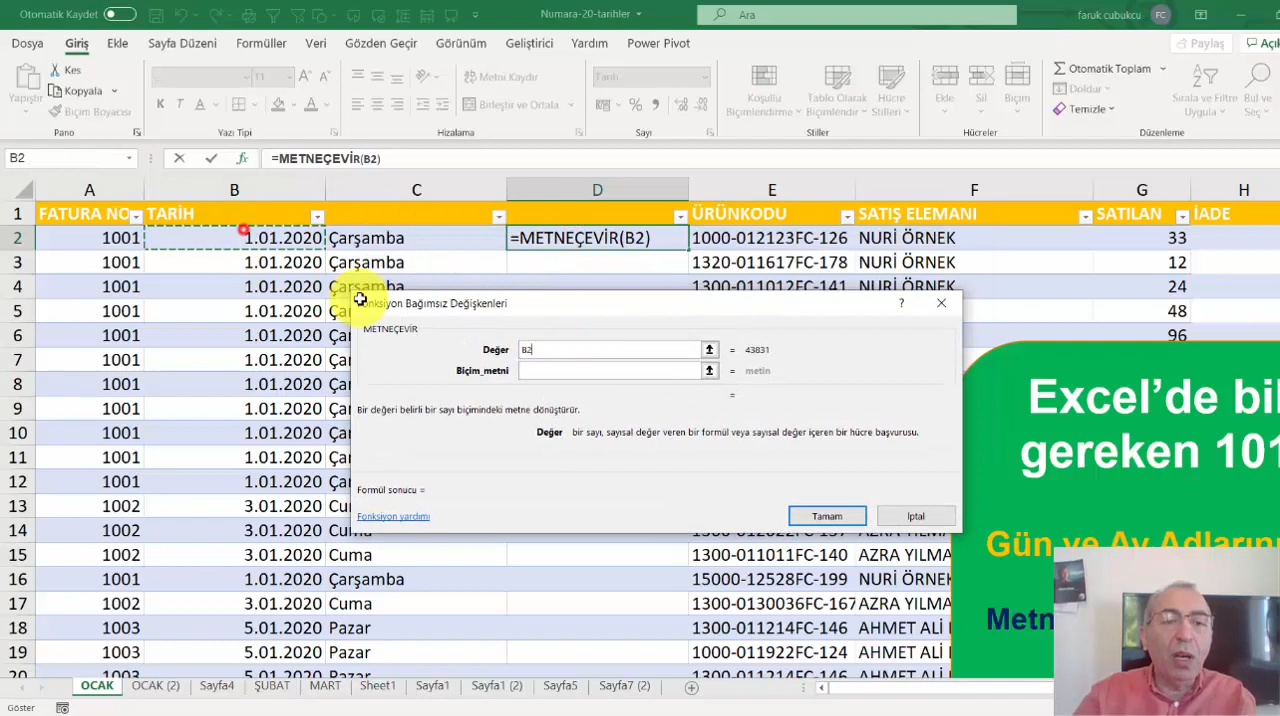 Otomatik Kaydet
Numara-20-tarihler
Ara
faruk cubukcu
FC
Dosya Giriş Ekle Sayfa Düzeni Formüller Veri Gözden Geçir Görünüm Geliştirici Yardım Power Pivot
Paylaş
Yapıştır
Kes
Kopyala
Biçim Boyacısı
11
K T A
Metni Kaydır
Birleştir ve Ortala
Tarih
Koşullu Biçimlendirme
Tablo Olarak Biçimlendir
Hücre Stilleri
Ekle Sil Biçim
Otomatik Toplam
Doldur
Temizle
Sırala ve Filtre Uygula
Bul ve Seç
Pano Yazı Tipi Hizalama Sayı Stiller Hücreler Düzenleme
B2
fx
=METNEÇEVİR(B2)
A B C D E F G H
1 FATURA NO TARİH ÜRÜNKODU SATIŞ ELEMANI SATILAN İADE
2 1001 1.01.2020 Çarşamba =METNEÇEVİR(B2) 1000-012123FC-126 NURİ ÖRNEK 33
3 1001 1.01.2020 Çarşamba 1320-011617FC-178 NURİ ÖRNEK 12
4 1001 1.01.2020 Çarşamba 1300-011012FC-141 NURİ ÖRNEK 24
5 1001 1.01.2020 48
6 1001 1.01.2020 96
7 1001 1.01.2020
8 1001 1.01.2020
9 1001 1.01.2020
10 1001 1.01.2020
11 1001 1.01.2020
12 1001 1.01.2020
13 1002 3.01.2020
14 1002 3.01.2020 Cuma
15 1002 3.01.2020 Cuma 1300-011011FC-140 AZRA YILMA
16 1001 1.01.2020 Çarşamba 15000-12528FC-199 NURİ ÖRNEK
17 1002 3.01.2020 Cuma 1300-0130036FC-167 AZRA YILMA
18 1003 5.01.2020 Pazar 1300-011214FC-146 AHMET ALİ
19 1003 5.01.2020 Pazar 1000-011922FC-124 AHMET ALİ
20 1003 5.01.2020 Pazar 1300-011214FC-146 AHMET ALİ
Fonksiyon Bağımsız Değişkenleri
?
METNEÇEVİR
Değer B2 = 43831
Biçim_metni = metin
=
Bir değeri belirli bir sayı biçimindeki metne dönüştürür.
Değer bir sayı, sayısal değer veren bir formül veya sayısal değer içeren bir hücre başvurusu.
Formül sonucu =
Fonksiyon yardımı
Tamam
İptal
Excel'de bil
gereken 101
Gün ve Ay Adların
Metn
OCAK OCAK (2) Sayfa4 ŞUBAT MART Sheet1 Sayfa1 Sayfa1 (2) Sayfa5 Sayfa7 (2)
Göster